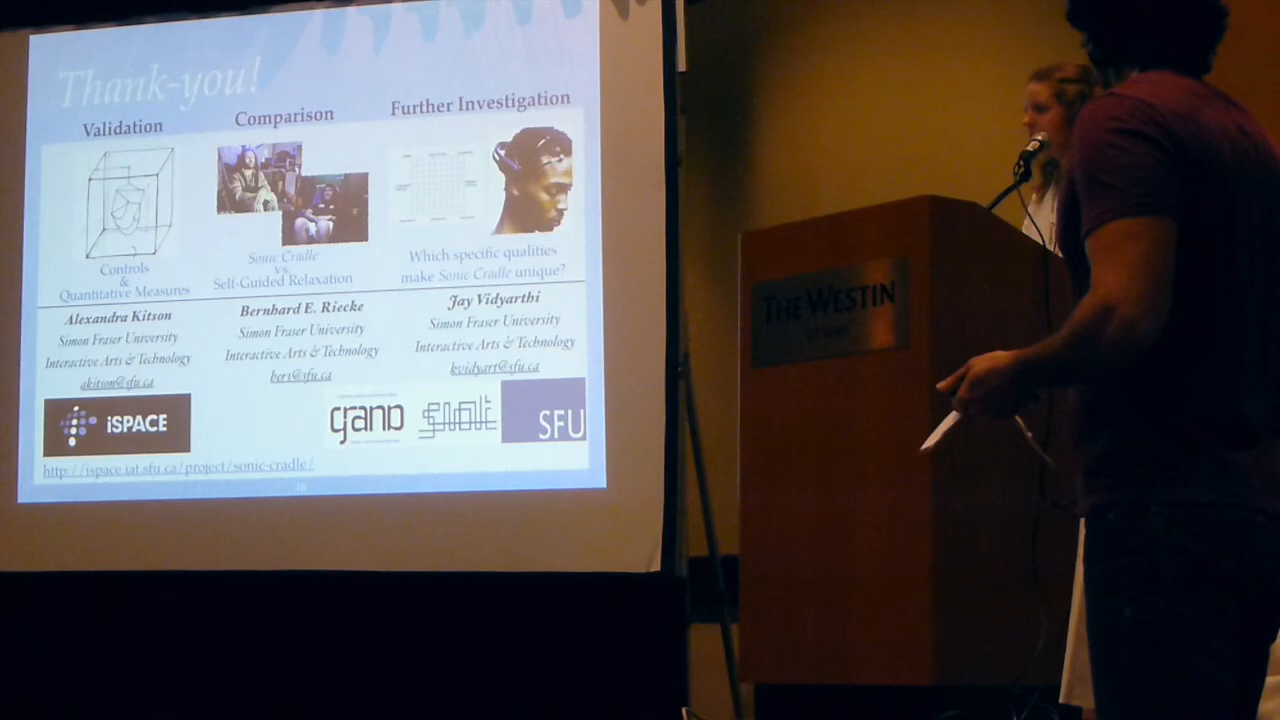 Thank-you!
Validation
Comparison
Further Investigation
Controls
&
Quantitative Measures
Sonic Cradle
vs.
Self-Guided Relaxation
Which specific qualities
make Sonic Cradle unique?
Alexandra Kitson
Simon Fraser University
Interactive Arts & Technology
akitson@sfu.ca
Bernhard E. Riecke
Simon Fraser University
Interactive Arts & Technology
ber1@sfu.ca
Jay Vidyarthi
Simon Fraser University
Interactive Arts & Technology
kvidyart@sfu.ca
iSPACE
grand
SFU
http://ispace.iat.sfu.ca/project/sonic-cradle/
16
THE WESTIN